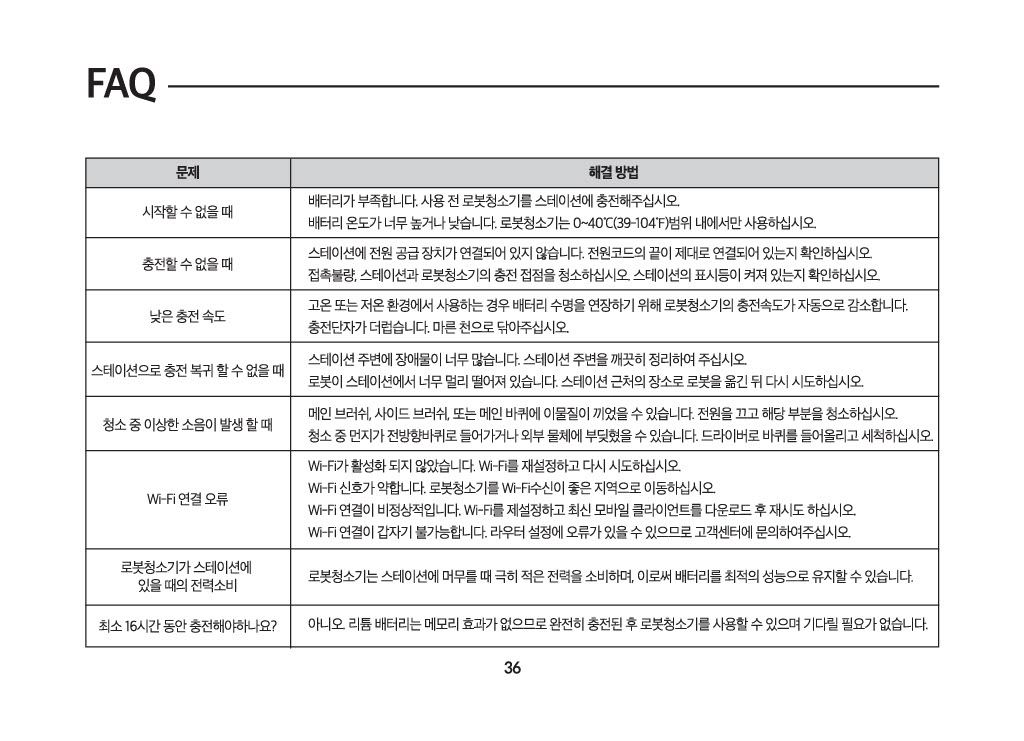 FAQ
문제
해결 방법
시작할 수 없을 때
배터리가 부족합니다. 사용 전 로봇청소기를 스테이션에 충전해주십시오.
배터리 온도가 너무 높거나 낮습니다. 로봇청소기는 0~40℃(39-104℉)범위 내에서만 사용하십시오.
충전할 수 없을 때
스테이션에 전원 공급 장치가 연결되어 있지 않습니다. 전원코드의 끝이 제대로 연결되어 있는지 확인하십시오.
접촉불량, 스테이션과 로봇청소기의 충전 접점을 청소하십시오. 스테이션의 표시등이 켜져 있는지 확인하십시오.
낮은 충전 속도
고온 또는 저온 환경에서 사용하는 경우 배터리 수명을 연장하기 위해 로봇청소기의 충전속도가 자동으로 감소합니다.
충전단자가 더럽습니다. 마른 천으로 닦아주십시오.
스테이션으로 충전 복귀 할 수 없을 때
스테이션 주변에 장애물이 너무 많습니다. 스테이션 주변을 깨끗히 정리하여 주십시오.
로봇이 스테이션에서 너무 멀리 떨어져 있습니다. 스테이션 근처의 장소로 로봇을 옮긴 뒤 다시 시도하십시오.
청소 중 이상한 소음이 발생 할 때
메인 브러쉬, 사이드 브러쉬, 또는 메인 바퀴에 이물질이 끼었을 수 있습니다. 전원을 끄고 해당 부분을 청소하십시오.
청소 중 먼지가 전방향바퀴로 들어가거나 외부 물체에 부딪혔을 수 있습니다. 드라이버로 바퀴를 들어올리고 세척하십시오.
Wi-Fi 연결 오류
Wi-Fi가 활성화 되지 않았습니다. Wi-Fi를 재설정하고 다시 시도하십시오.
Wi-Fi 신호가 약합니다. 로봇청소기를 Wi-Fi수신이 좋은 지역으로 이동하십시오.
Wi-Fi 연결이 비정상적입니다. Wi-Fi를 제설정하고 최신 모바일 클라이언트를 다운로드 후 재시도 하십시오.
Wi-Fi 연결이 갑자기 불가능합니다. 라우터 설정에 오류가 있을 수 있으므로 고객센터에 문의하여주십시오.
로봇청소기가 스테이션에
있을 때의 전력소비
로봇청소기는 스테이션에 머무를 때 극히 적은 전력을 소비하며, 이로써 배터리를 최적의 성능으로 유지할 수 있습니다.
최소 16시간 동안 충전해야하나요?
아니오. 리튬 배터리는 메모리 효과가 없으므로 완전히 충전된 후 로봇청소기를 사용할 수 있으며 기다릴 필요가 없습니다.
36